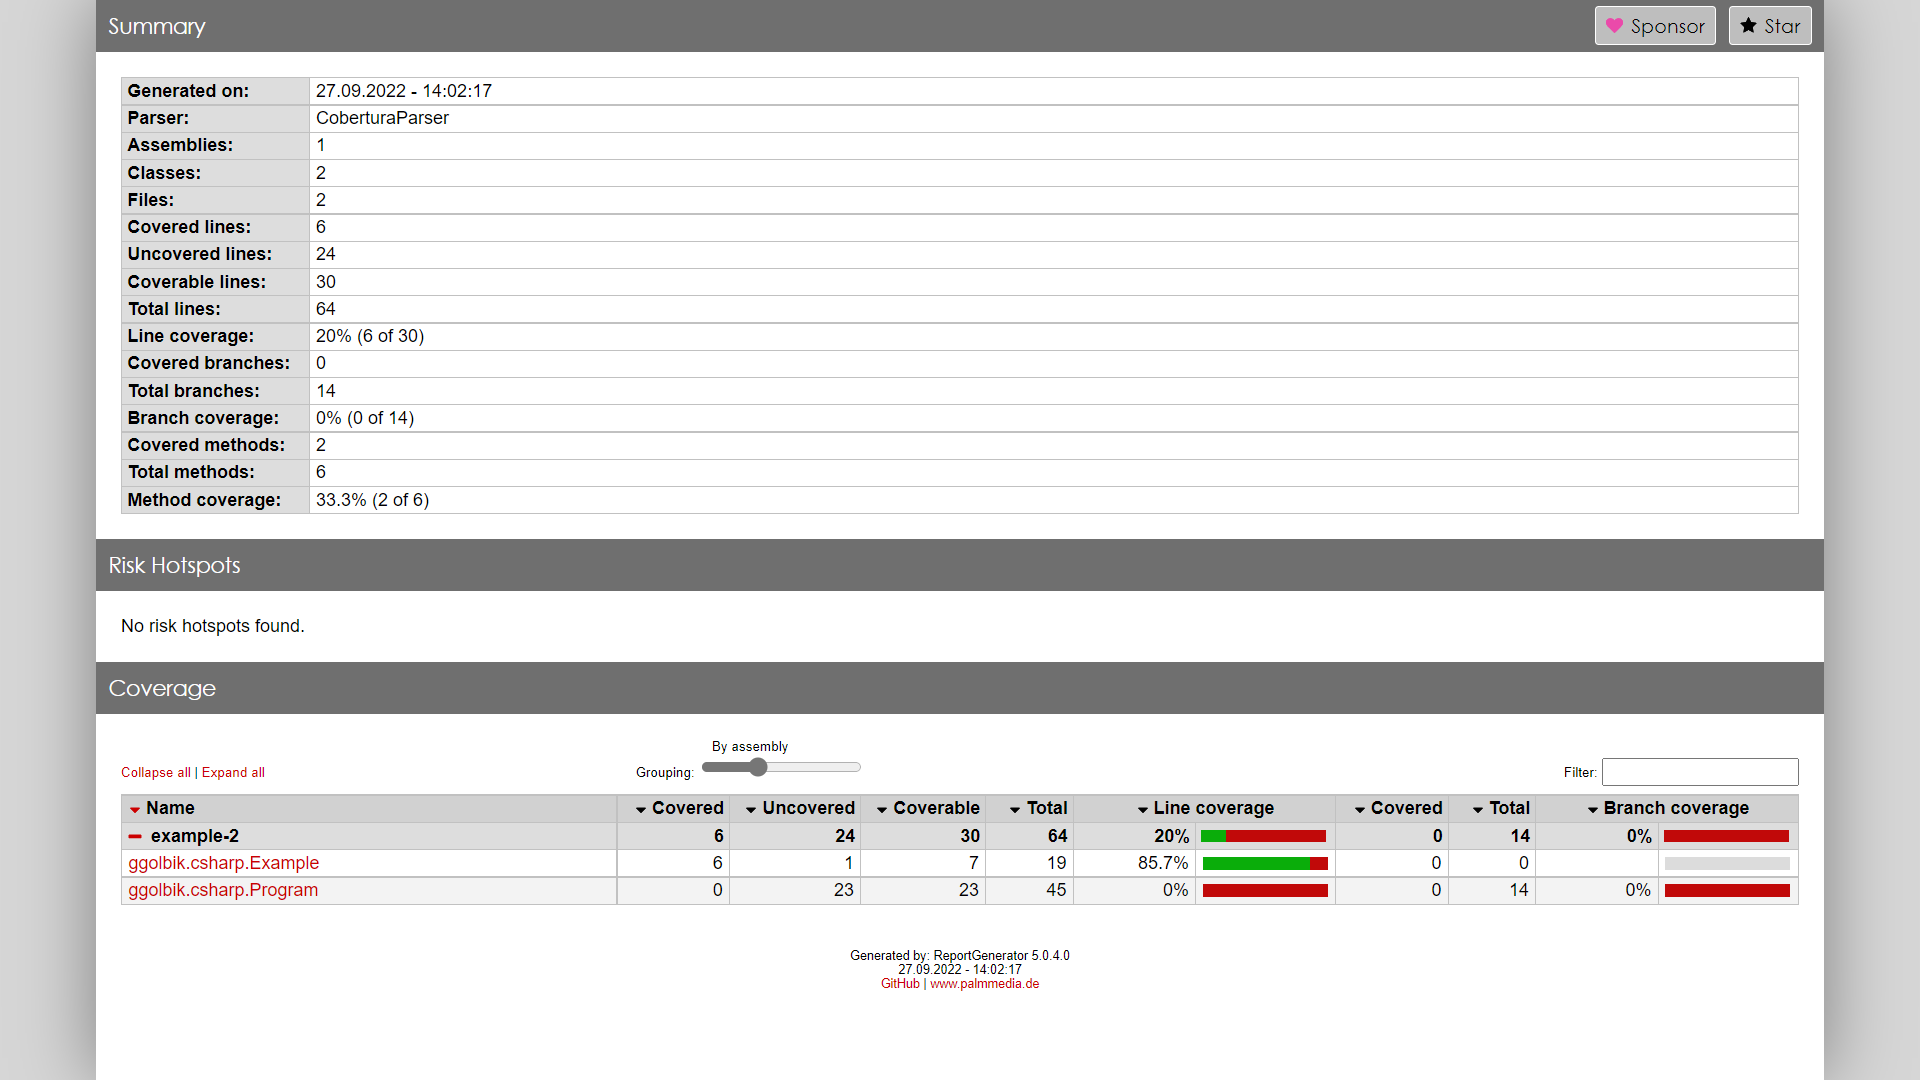 Summary
Sponsor
Star
Generated on: 27.09.2022 - 14:02:17
Parser: CoberturaParser
Assemblies: 1
Classes: 2
Files: 2
Covered lines: 6
Uncovered lines: 24
Coverable lines: 30
Total lines: 64
Line coverage: 20% (6 of 30)
Covered branches: 0
Total branches: 14
Branch coverage: 0% (0 of 14)
Covered methods: 2
Total methods: 6
Method coverage: 33.3% (2 of 6)
Risk Hotspots
No risk hotspots found.
Coverage
By assembly
Collapse all | Expand all
Grouping:
Filter:
Name Covered Uncovered Coverable Total Line coverage Covered Total Branch coverage
example-2 6 24 30 64 20% 0 14 0%
ggolbik.csharp.Example 6 1 7 19 85.7% 0 0
ggolbik.csharp.Program 0 23 23 45 0% 0 14 0%
Generated by: ReportGenerator 5.0.4.0
27.09.2022 - 14:02:17
GitHub | www.palmmedia.de